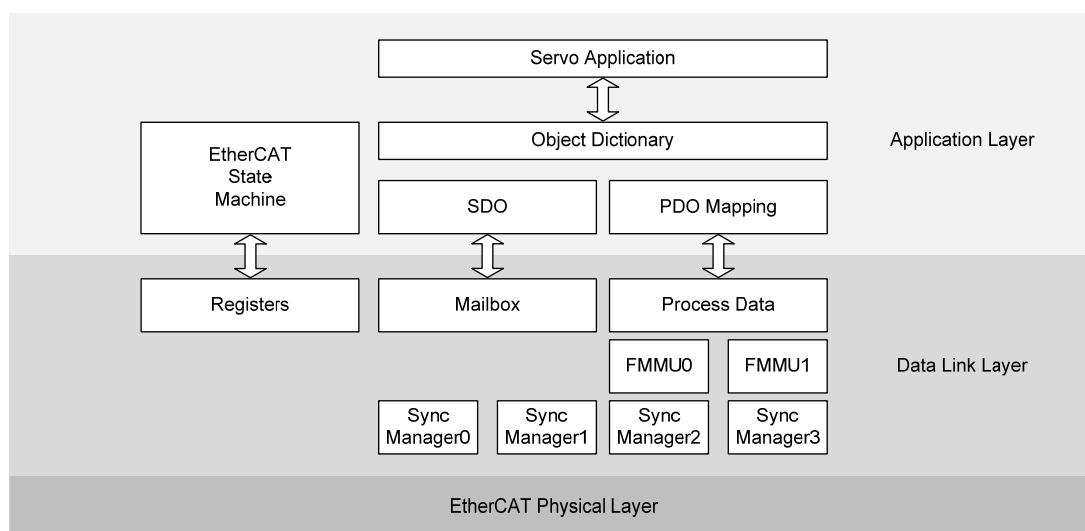 Servo Application
Object Dictionary
Application Layer
EtherCAT
State
Machine
SDO
PDO Mapping
Registers
Mailbox
Process Data
FMMU0
FMMU1
Data Link Layer
Sync
Manager0
Sync
Manager1
Sync
Manager2
Sync
Manager3
EtherCAT Physical Layer